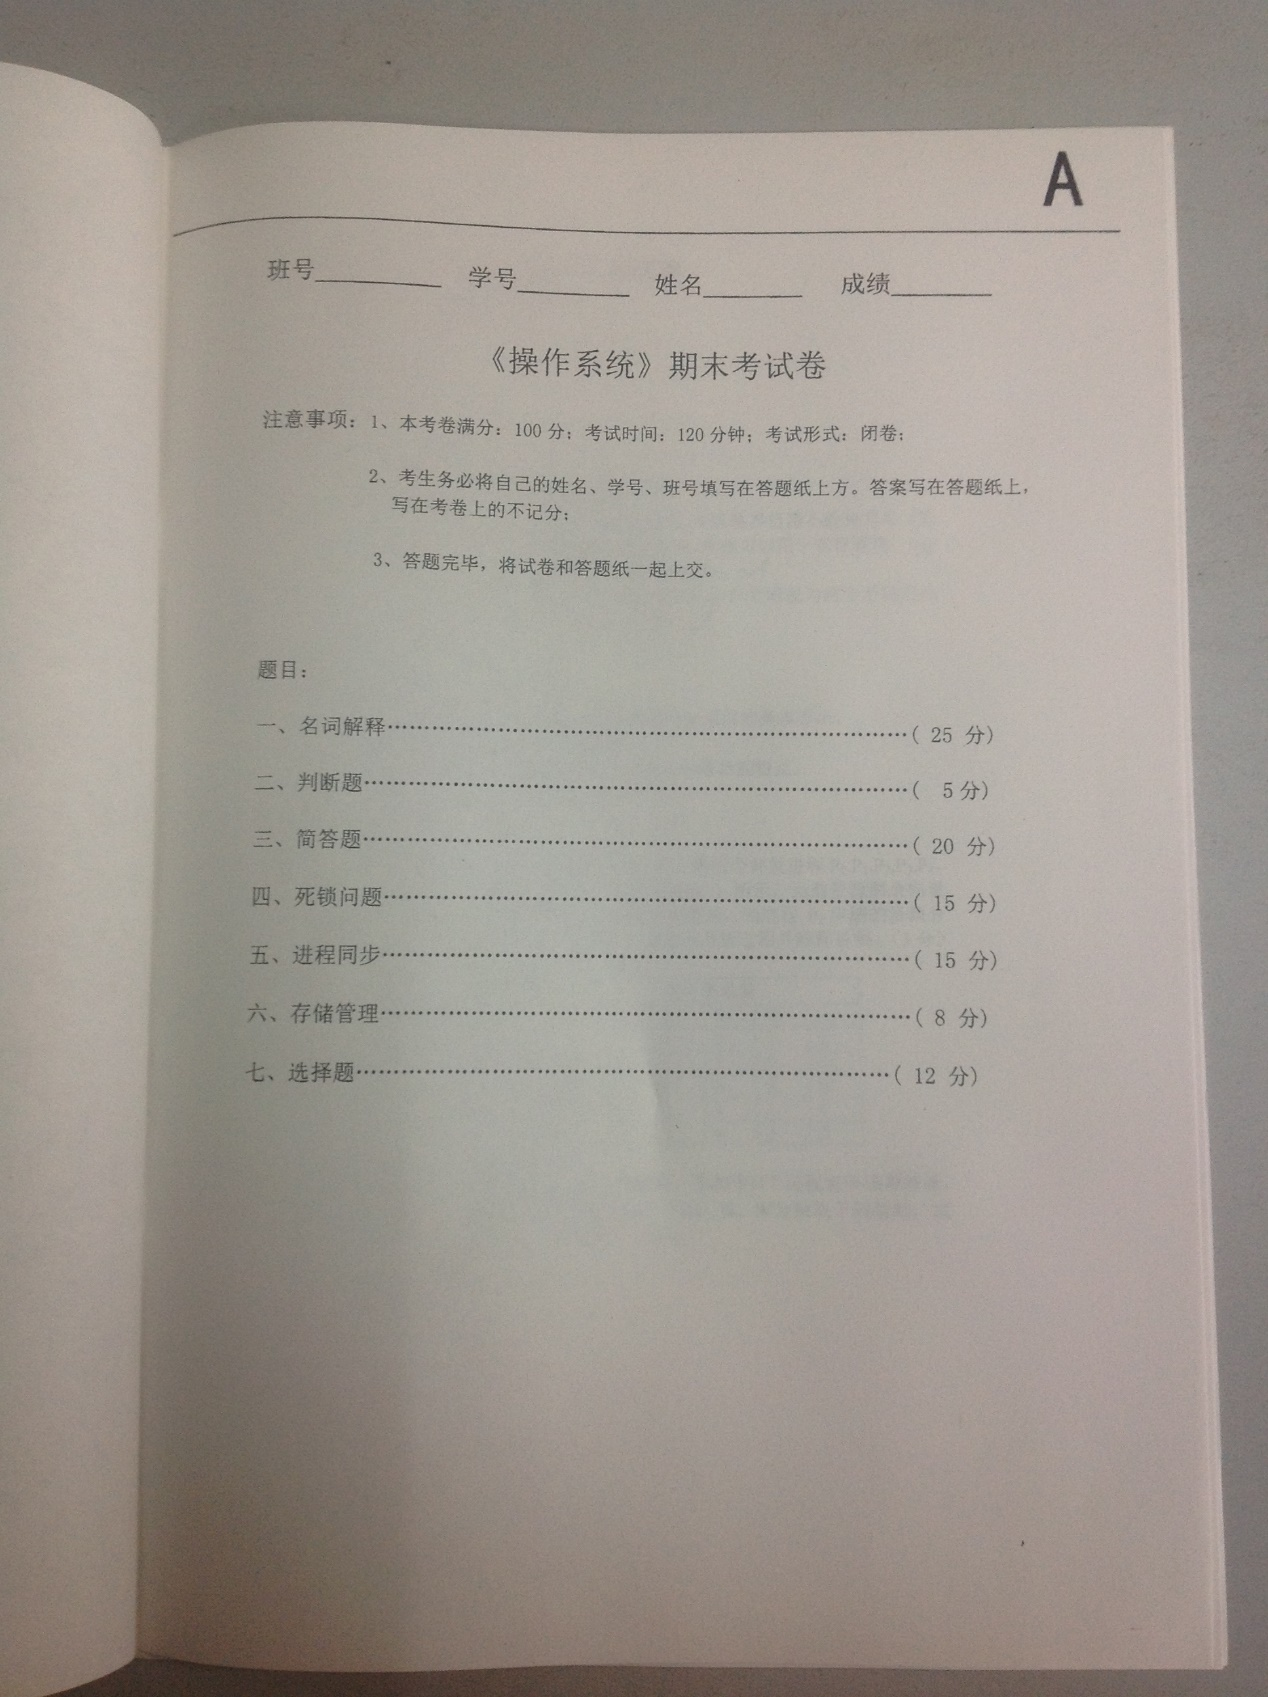 A
班号__________ 学号_________ 姓名________ 成绩________
《操作系统》期末考试卷
注意事项：1、本考卷满分：100 分；考试时间：120 分钟；考试形式：闭卷；
2、考生务必将自己的姓名、学号、班号填写在答题纸上方。答案写在答题纸上，
写在考卷上的不记分；
3、答题完毕，将试卷和答题纸一起上交。
题目：
一、名词解释……………………………………………………………( 25 分)
二、判断题………………………………………………………………( 5分)
三、简答题………………………………………………………………( 20 分)
四、死锁问题……………………………………………………………( 15 分)
五、进程同步……………………………………………………………( 15 分)
六、存储管理……………………………………………………………( 8 分)
七、选择题………………………………………………………………( 12 分)